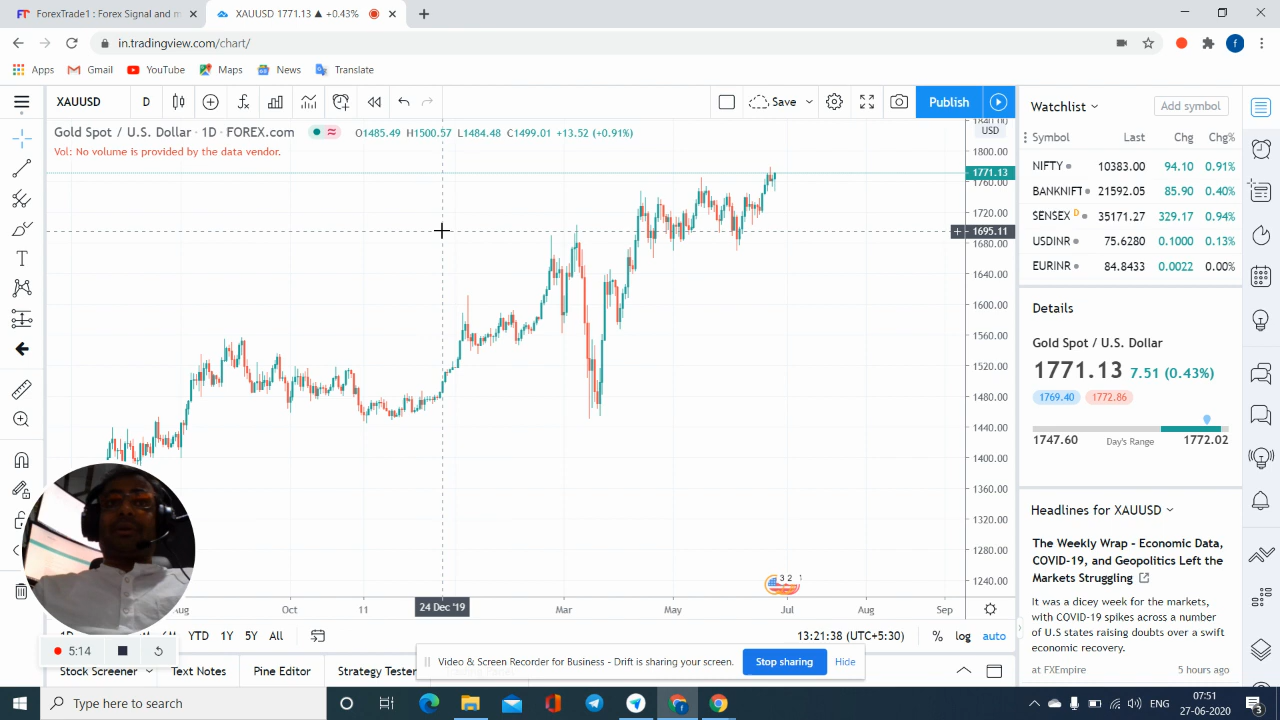 ForexTrade1 : Forex Signal and m
XAUUSD 1771.13 ▲ +0.43%
in.tradingview.com/chart/
Apps
Gmail
YouTube
Maps
News
Translate
XAUUSD
D
Save
Publish
Watchlist
Add symbol
Gold Spot / U.S. Dollar · 1D · FOREX.com
O1485.49 H1500.57 L1484.48 C1499.01 +13.52 (+0.91%)
Vol: No volume is provided by the data vendor.
1840.00
USD
1800.00
1771.13
1760.00
1720.00
1695.11
1680.00
1640.00
1600.00
1560.00
1520.00
1480.00
1440.00
1400.00
1360.00
1320.00
1280.00
1240.00
Symbol Last Chg Chg%
NIFTY 10383.00 94.10 0.91%
BANKNIFT 21592.05 85.90 0.40%
SENSEX D 35171.27 329.17 0.94%
USDINR 75.6280 0.1000 0.13%
EURINR 84.8433 0.0022 0.00%
Details
Gold Spot / U.S. Dollar
1771.13 7.51 (0.43%)
1769.40 1772.86
1747.60 Day's Range 1772.02
Headlines for XAUUSD
The Weekly Wrap - Economic Data,
COVID-19, and Geopolitics Left the
Markets Struggling
It was a dicey week for the markets,
with COVID-19 spikes across a number
of U.S states raising doubts over a swift
economic recovery.
at FXEmpire 5 hours ago
3 2 1
Aug Oct 11 24 Dec '19 Mar May Jul Aug Sep
YTD 1Y 5Y All
13:21:38 (UTC+5:30) % log auto
5:14
Video & Screen Recorder for Business - Drift is sharing your screen.
Stop sharing
Hide
Stock Screener Text Notes Pine Editor Strategy Tester
Type here to search
ENG
07:51
27-06-2020
3